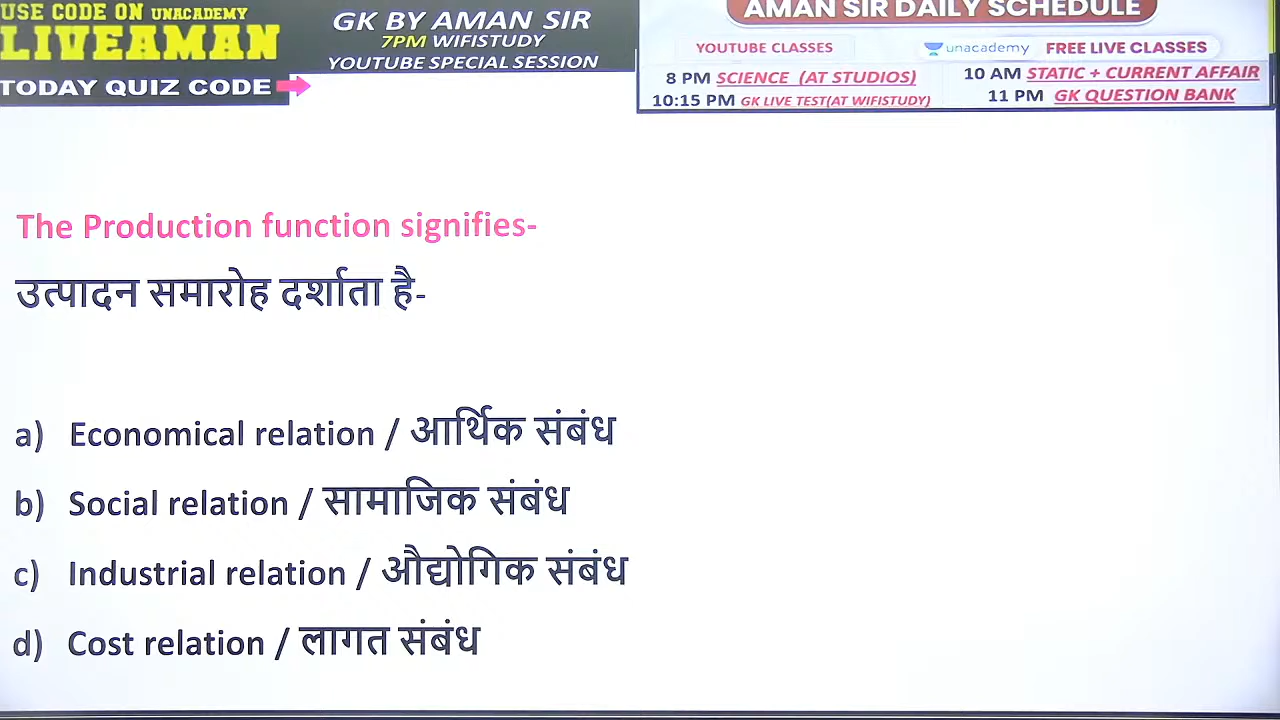 USE CODE ON UNACADEMY
LIVEAMAN
TODAY QUIZ CODE
GK BY AMAN SIR
7PM WIFISTUDY
YOUTUBE SPECIAL SESSION
AMAN SIR DAILY SCHEDULE
YOUTUBE CLASSES
unacademy FREE LIVE CLASSES
8 PM SCIENCE (AT STUDIOS)
10 AM STATIC + CURRENT AFFAIR
10:15 PM GK LIVE TEST(AT WIFISTUDY)
11 PM GK QUESTION BANK
The Production function signifies-
उत्पादन समारोह दर्शाता है-
a) Economical relation / आर्थिक संबंध
b) Social relation / सामाजिक संबंध
c) Industrial relation / औद्योगिक संबंध
d) Cost relation / लागत संबंध